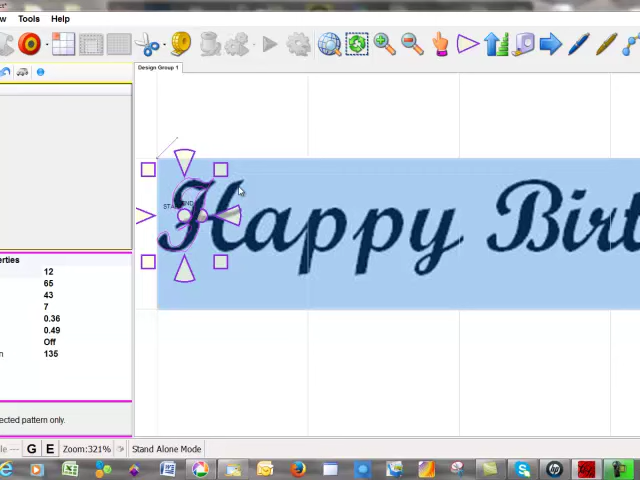 w Tools Help
Design Group 1
Happy Birt
erties
12
65
43
7
0.36
0.49
Off
n 135
ected pattern only.
G E Zoom:321% Stand Alone Mode